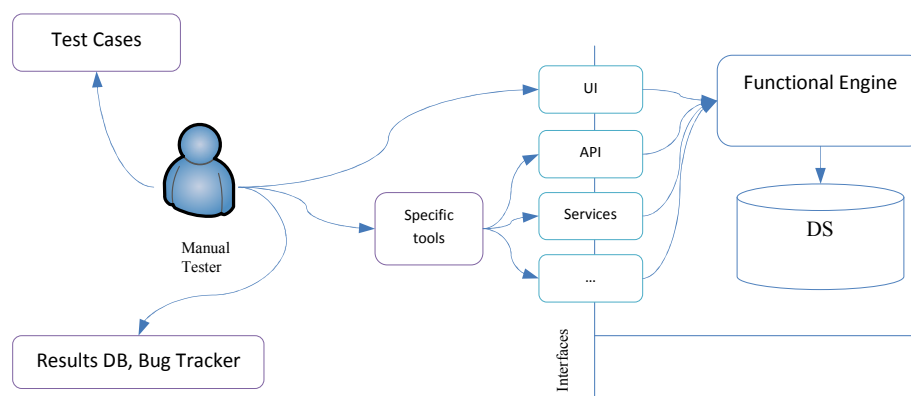 Test Cases
UI
Functional Engine
API
Specific
tools
Services
DS
Manual
Tester
...
Results DB, Bug Tracker
Interfaces